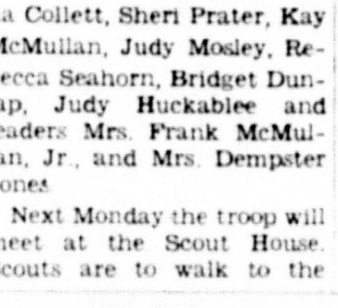 a Collett, Sheri Prater, Kay
McMullan, Judy Mosley, Re-
ecca Seahorn, Bridget Dun-
ap, Judy Huckablee and
eaders Mrs. Frank McMul-
an, Jr., and Mrs. Dempster
ones
Next Monday the troop will
meet at the Scout House.
Scouts are to walk to the